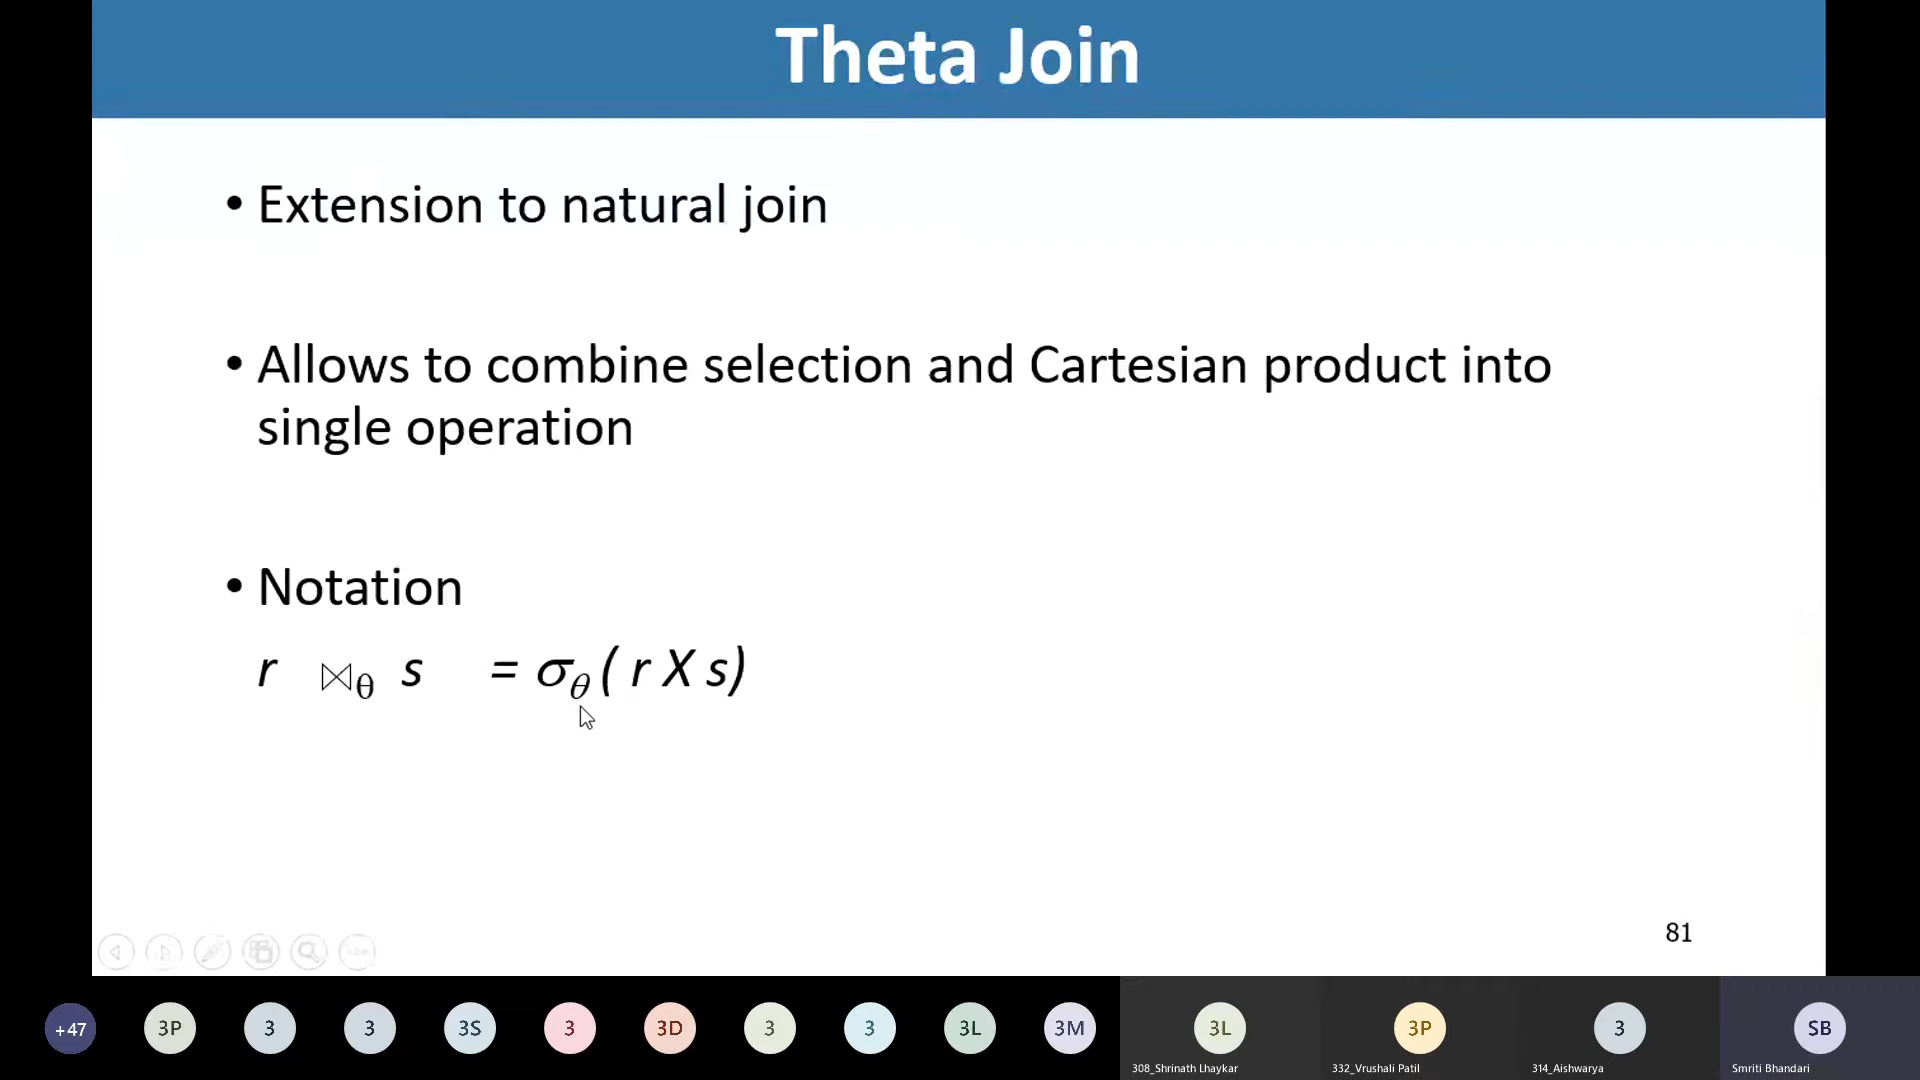 Theta Join
• Extension to natural join
• Allows to combine selection and Cartesian product into
single operation
• Notation
r ⋈θ s = σθ ( r X s)
81
+47 3P 3 3 3S 3 3D 3 3 3L 3M 3L 3P 3 SB
308_Shrinath Lhaykar 332_Vrushali Patil 314_Aishwarya Smriti Bhandari